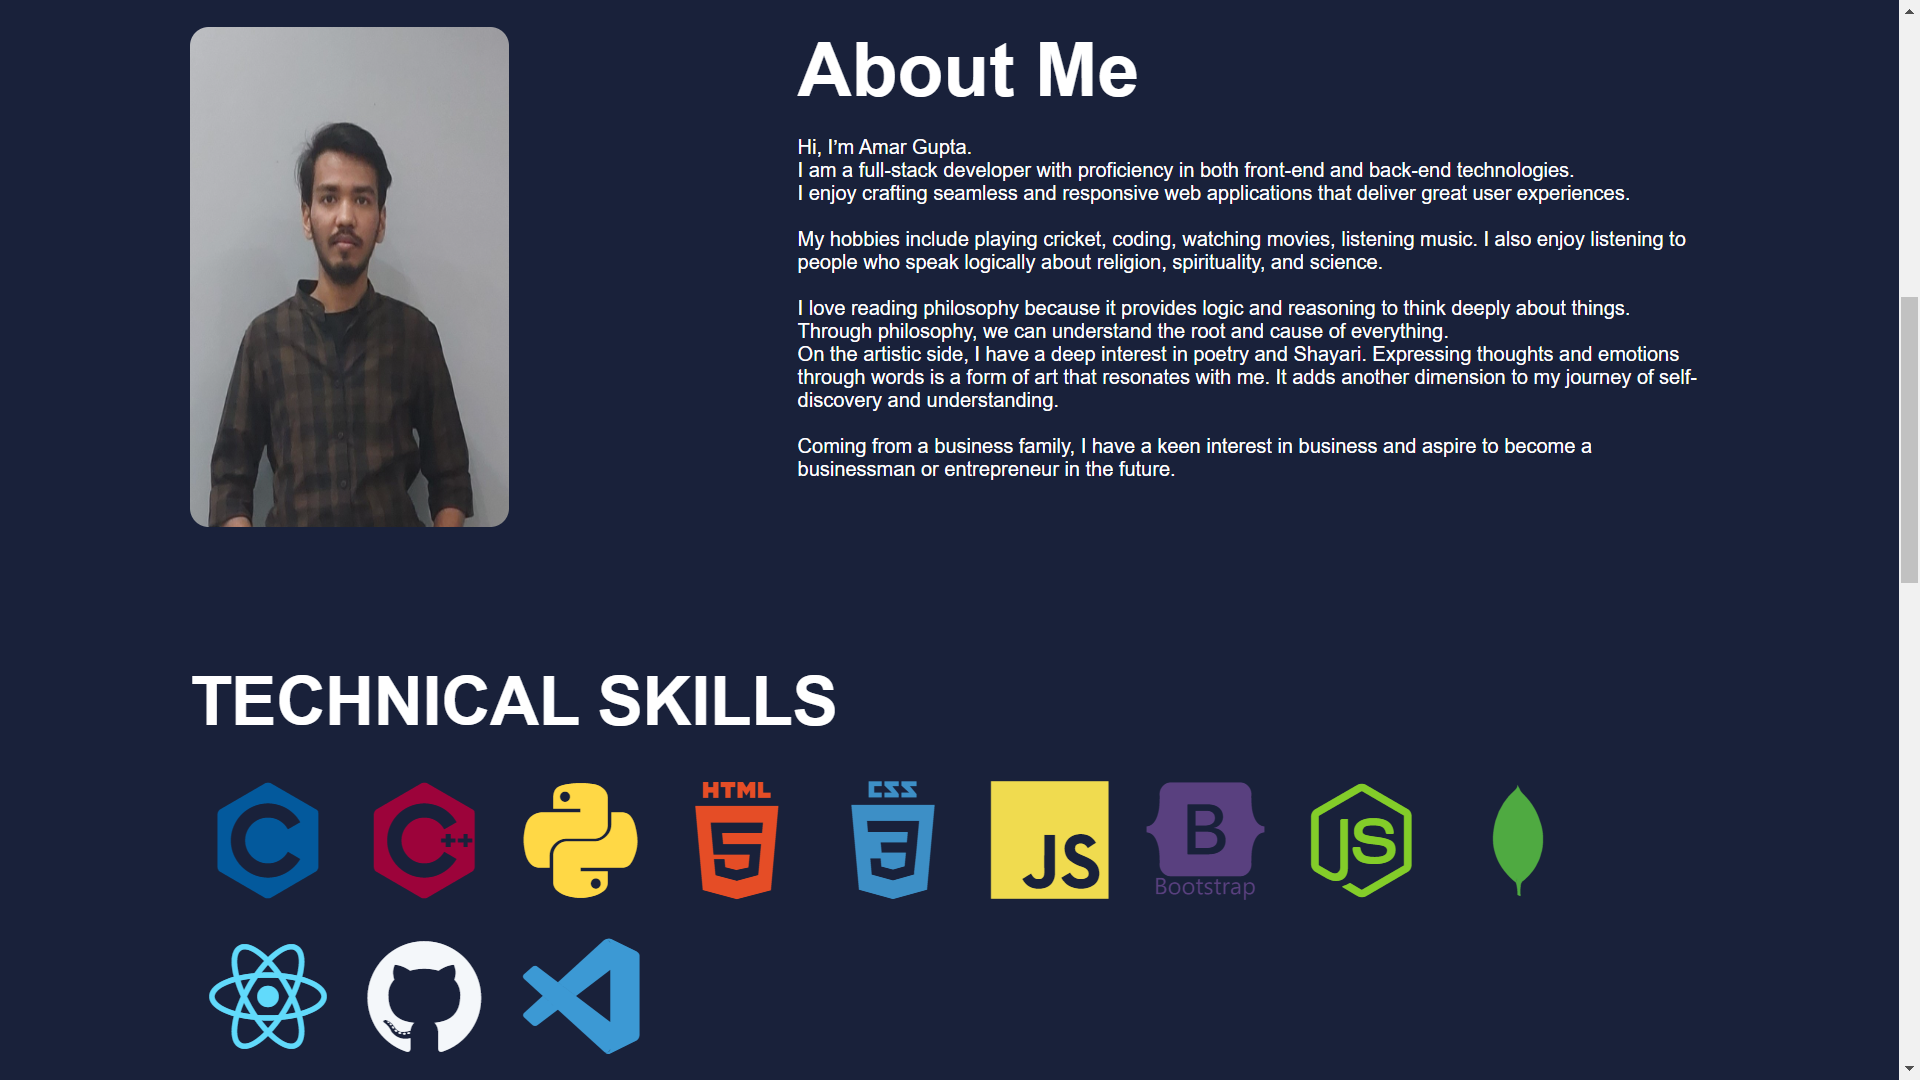 About Me
Hi, I’m Amar Gupta.
I am a full-stack developer with proficiency in both front-end and back-end technologies.
I enjoy crafting seamless and responsive web applications that deliver great user experiences.
My hobbies include playing cricket, coding, watching movies, listening music. I also enjoy listening to
people who speak logically about religion, spirituality, and science.
I love reading philosophy because it provides logic and reasoning to think deeply about things.
Through philosophy, we can understand the root and cause of everything.
On the artistic side, I have a deep interest in poetry and Shayari. Expressing thoughts and emotions
through words is a form of art that resonates with me. It adds another dimension to my journey of self-
discovery and understanding.
Coming from a business family, I have a keen interest in business and aspire to become a
businessman or entrepreneur in the future.
TECHNICAL SKILLS
C
C++
HTML
5
CSS
3
JS
B
Bootstrap
JS